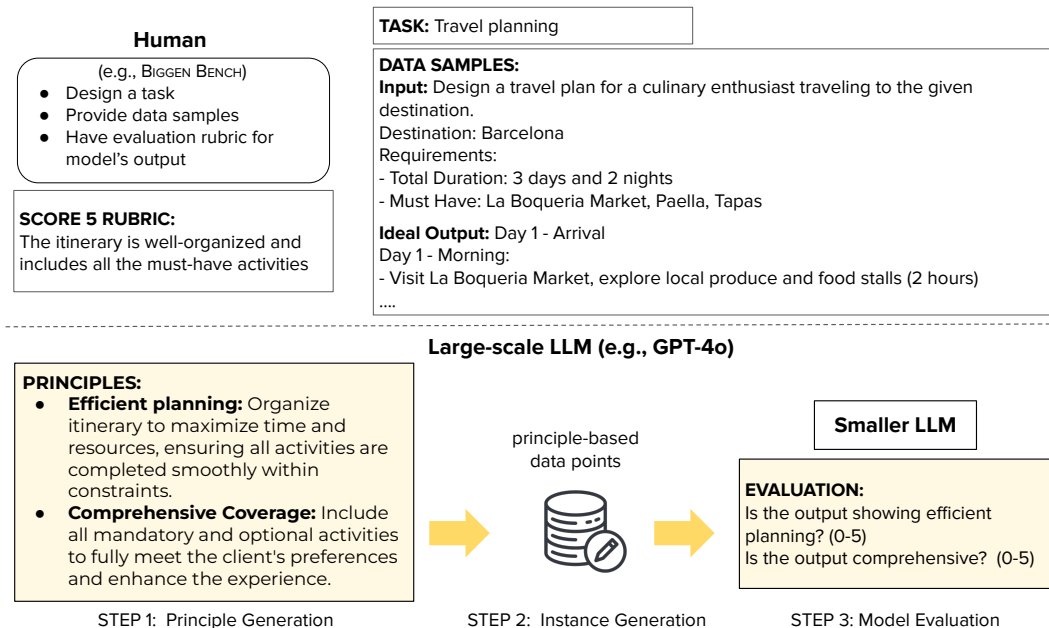 Human
(e.g., BIGGEN BENCH)
● Design a task
● Provide data samples
● Have evaluation rubric for
model's output
SCORE 5 RUBRIC:
The itinerary is well-organized and
includes all the must-have activities
TASK: Travel planning
DATA SAMPLES:
Input: Design a travel plan for a culinary enthusiast traveling to the given
destination.
Destination: Barcelona
Requirements:
- Total Duration: 3 days and 2 nights
- Must Have: La Boqueria Market, Paella, Tapas
Ideal Output: Day 1 - Arrival
Day 1 - Morning:
- Visit La Boqueria Market, explore local produce and food stalls (2 hours)
....
Large-scale LLM (e.g., GPT-4o)
PRINCIPLES:
● Efficient planning: Organize
itinerary to maximize time and
resources, ensuring all activities are
completed smoothly within
constraints.
● Comprehensive Coverage: Include
all mandatory and optional activities
to fully meet the client's preferences
and enhance the experience.
STEP 1: Principle Generation
principle-based
data points
STEP 2: Instance Generation
Smaller LLM
EVALUATION:
Is the output showing efficient
planning? (0-5)
Is the output comprehensive? (0-5)
STEP 3: Model Evaluation